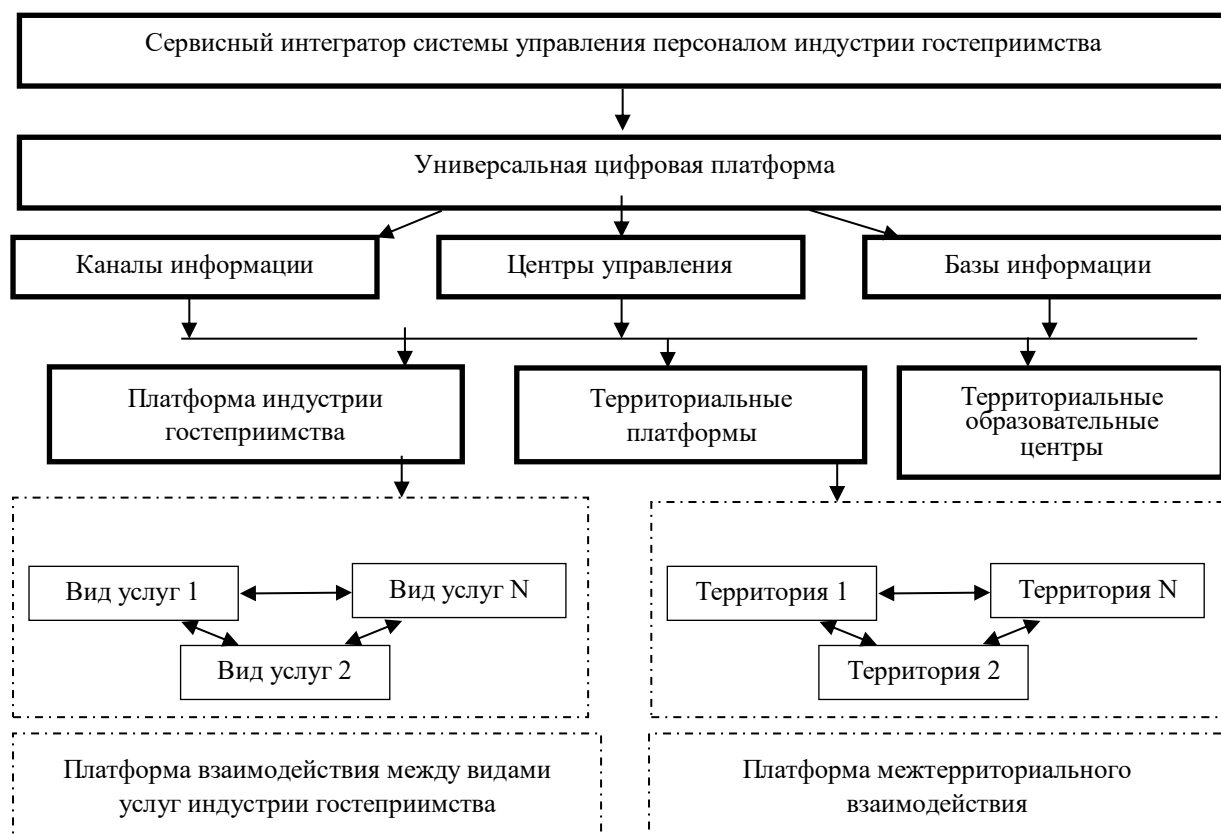 Сервисный интегратор системы управления персоналом индустрии гостеприимства
Универсальная цифровая платформа
Каналы информации
Центры управления
Базы информации
Платформа индустрии
гостеприимства
Территориальные
платформы
Территориальные
образовательные
центры
Вид услуг 1
Вид услуг N
Вид услуг 2
Территория 1
Территория N
Территория 2
Платформа взаимодействия между видами
услуг индустрии гостеприимства
Платформа межтерриториального
взаимодействия